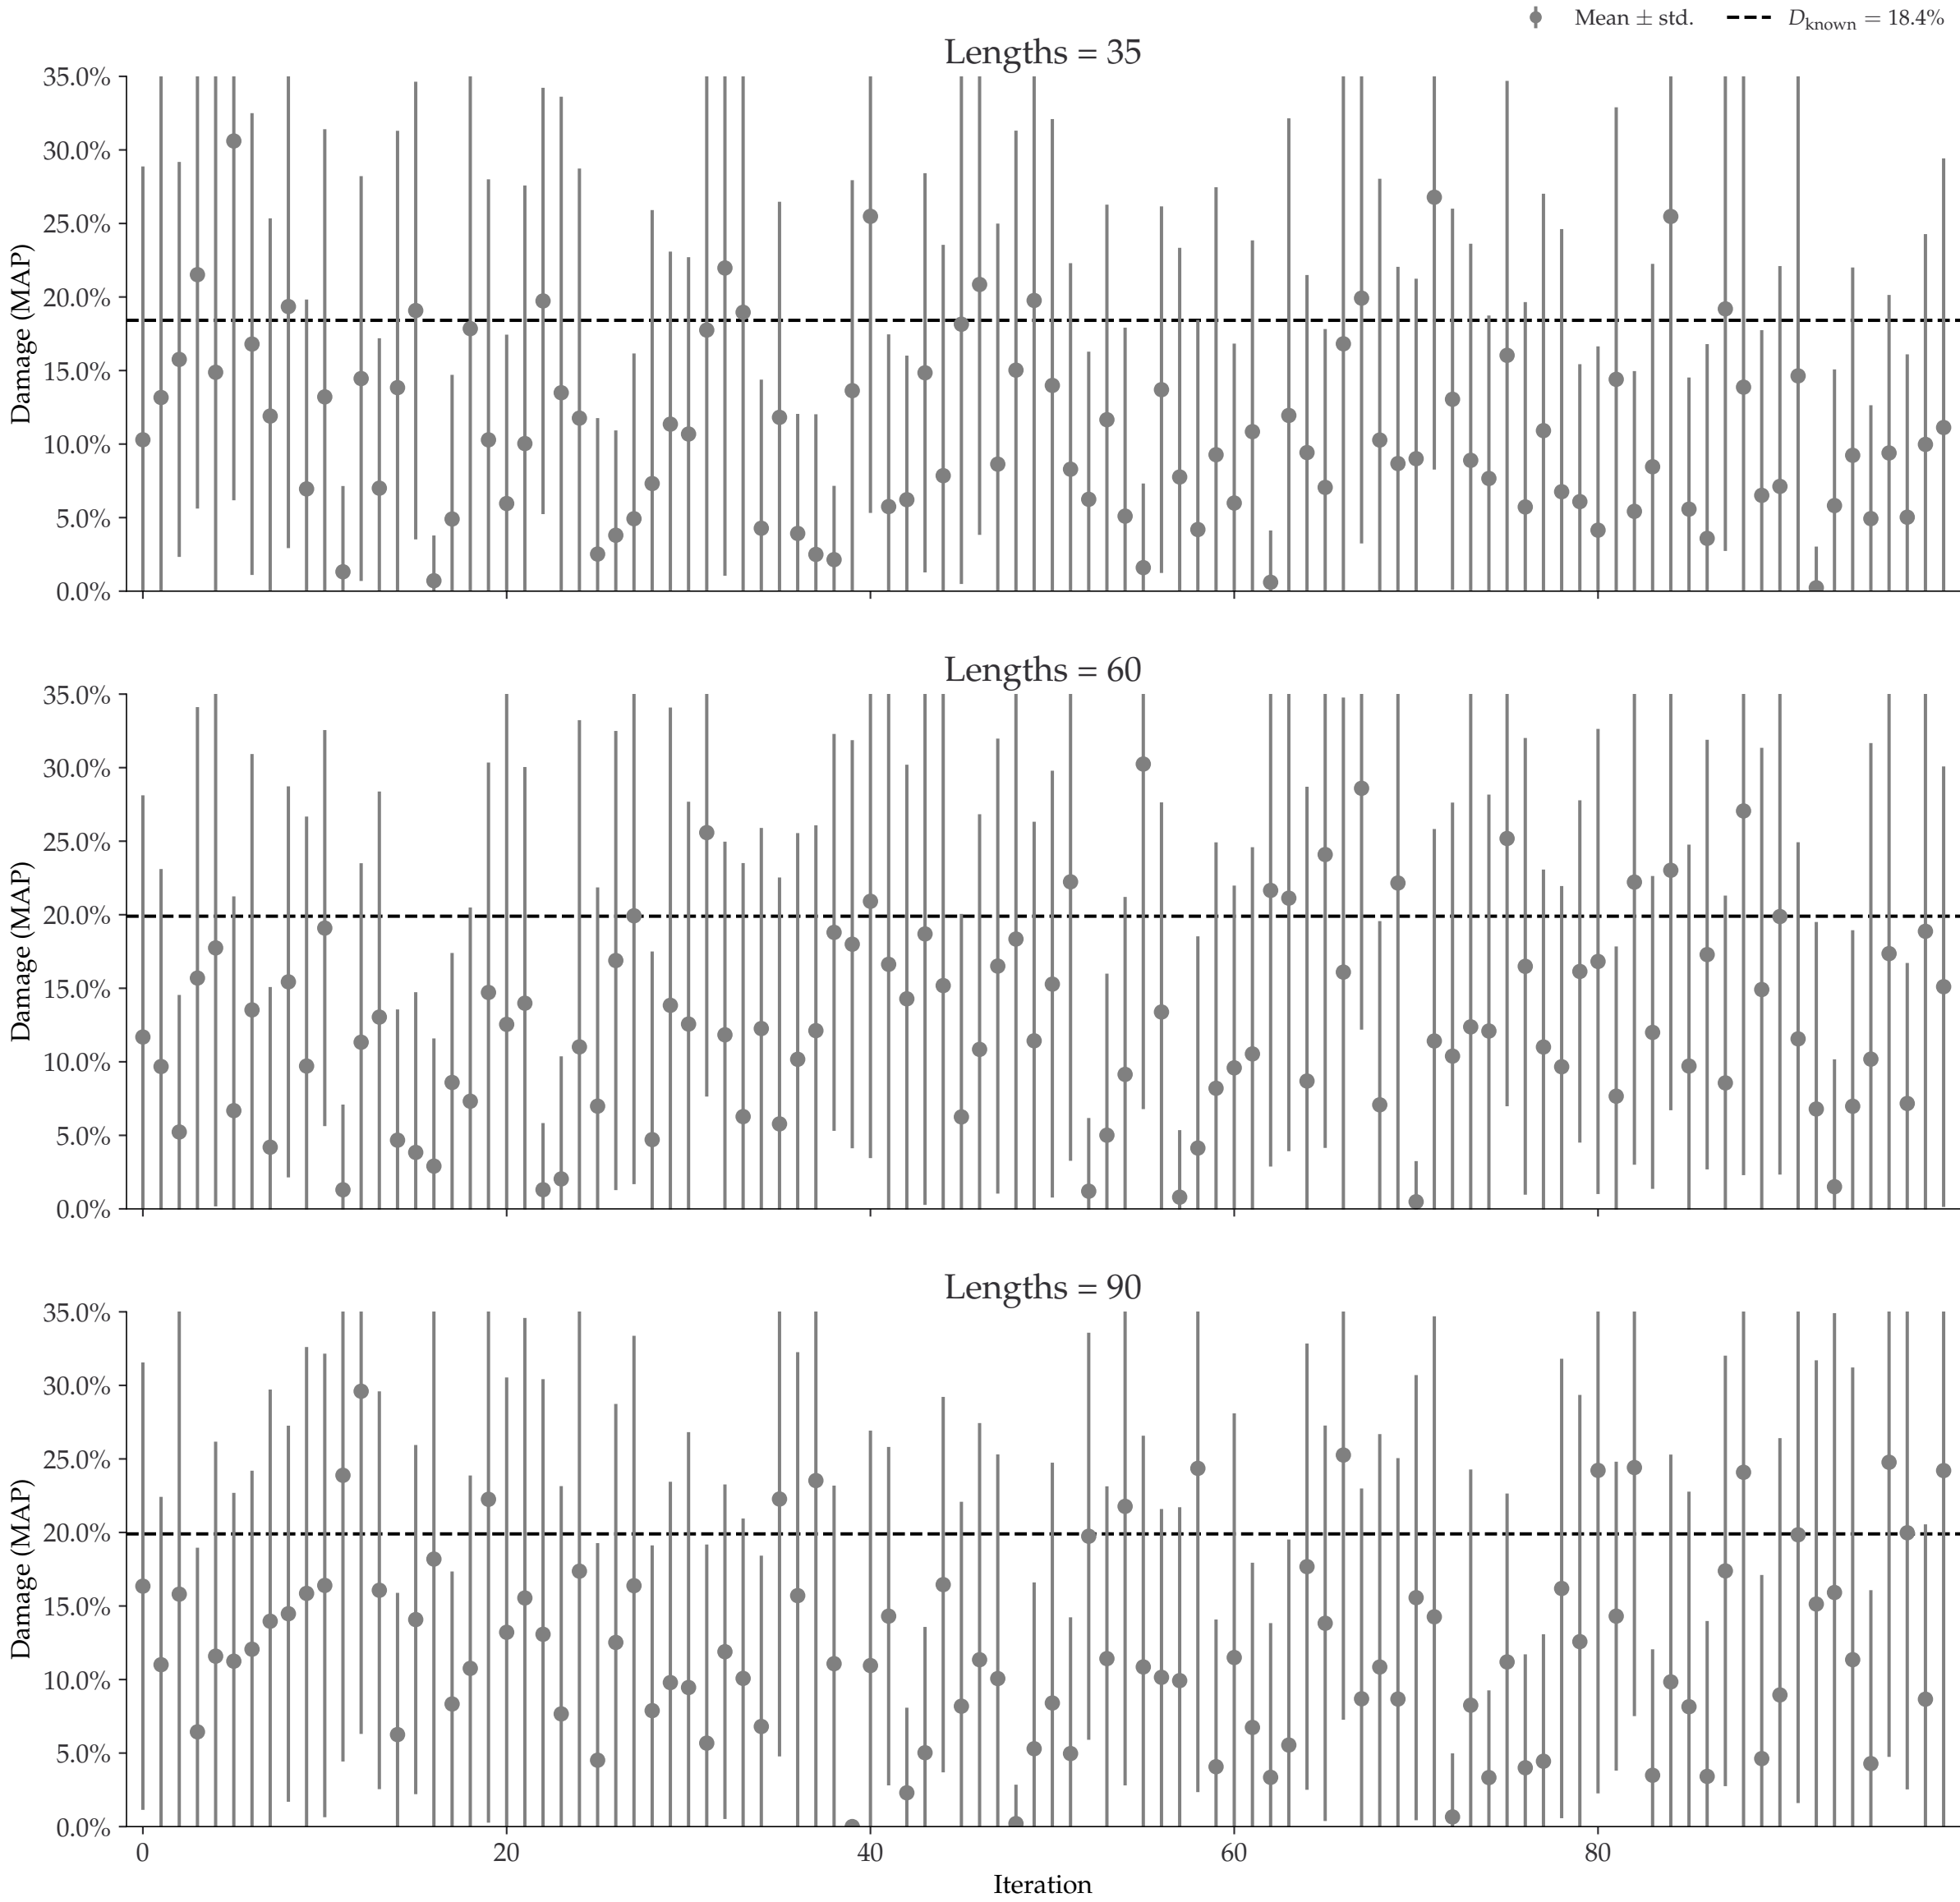 Mean ± std.
D_known = 18.4%
Lengths = 35
35.0%
30.0%
25.0%
20.0%
15.0%
10.0%
5.0%
0.0%
Damage (MAP)
Lengths = 60
35.0%
30.0%
25.0%
20.0%
15.0%
10.0%
5.0%
0.0%
Damage (MAP)
Lengths = 90
35.0%
30.0%
25.0%
20.0%
15.0%
10.0%
5.0%
0.0%
Damage (MAP)
0 20 40 60 80
Iteration